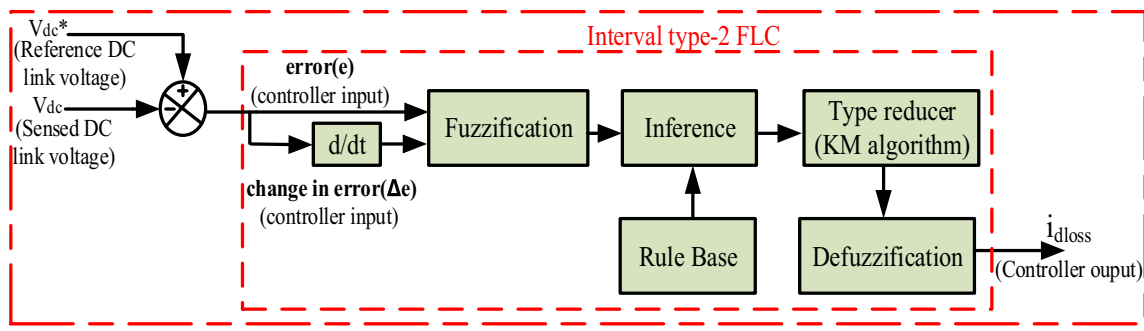 Vdc*
(Reference DC
link voltage)
Vdc
(Sensed DC
link voltage)
+
-
Interval type-2 FLC
error(e)
(controller input)
d/dt
change in error(Δe)
(controller input)
Fuzzification
Inference
Rule Base
Type reducer
(KM algorithm)
Defuzzification
idloss
(Controller ouput)